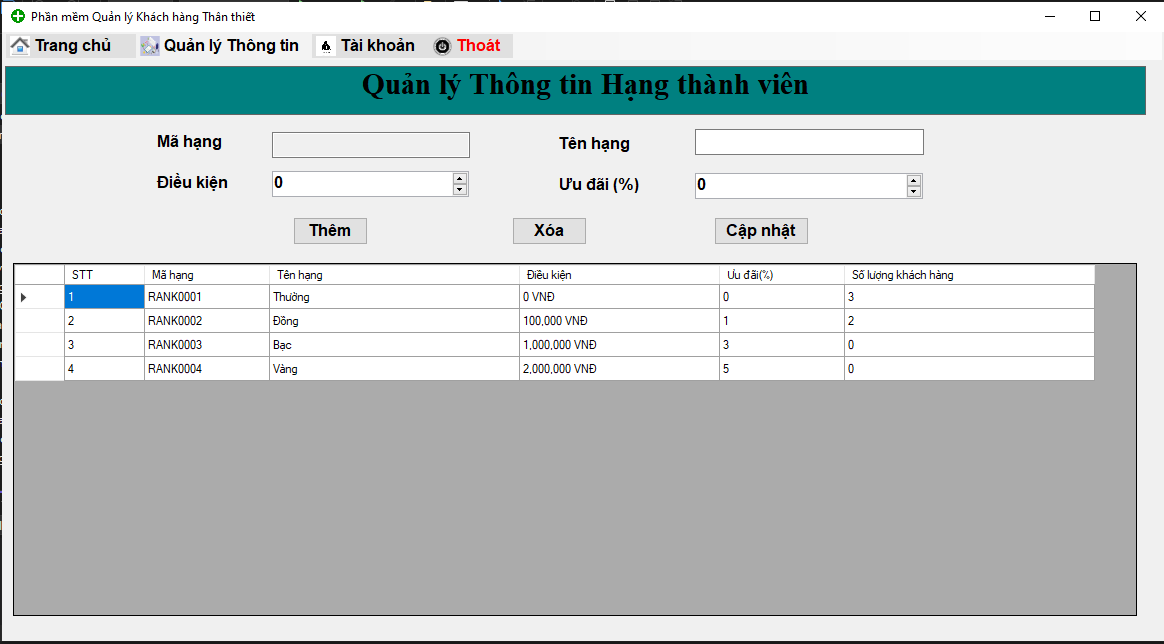 Phần mềm Quản lý Khách hàng Thân thiết
Trang chủ Quản lý Thông tin Tài khoản Thoát
Quản lý Thông tin Hạng thành viên
Mã hạng Tên hạng
Điều kiện 0 Ưu đãi (%) 0
Thêm Xóa Cập nhật
STT Mã hạng Tên hạng Điều kiện Ưu đãi(%) Số lượng khách hàng
1 RANK0001 Thường 0 VNĐ 0 3
2 RANK0002 Đồng 100,000 VNĐ 1 2
3 RANK0003 Bạc 1,000,000 VNĐ 3 0
4 RANK0004 Vàng 2,000,000 VNĐ 5 0